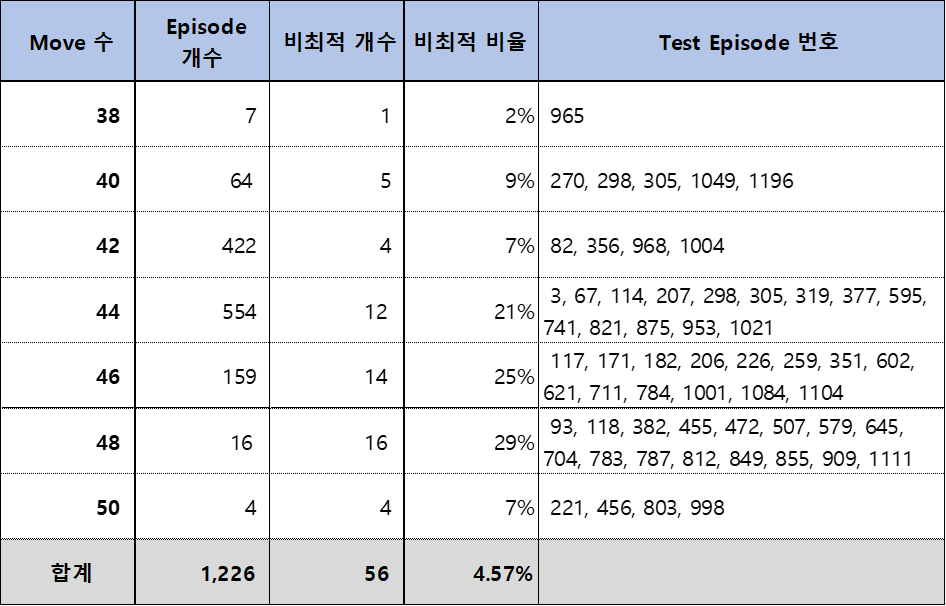 Move 수 Episode 개수 비최적 개수 비최적 비율 Test Episode 번호
38 7 1 2% 965
40 64 5 9% 270, 298, 305, 1049, 1196
42 422 4 7% 82, 356, 968, 1004
44 554 12 21% 3, 67, 114, 207, 298, 305, 319, 377, 595,
741, 821, 875, 953, 1021
46 159 14 25% 117, 171, 182, 206, 226, 259, 351, 602,
621, 711, 784, 1001, 1084, 1104
48 16 16 29% 93, 118, 382, 455, 472, 507, 579, 645,
704, 783, 787, 812, 849, 855, 909, 1111
50 4 4 7% 221, 456, 803, 998
합계 1,226 56 4.57%